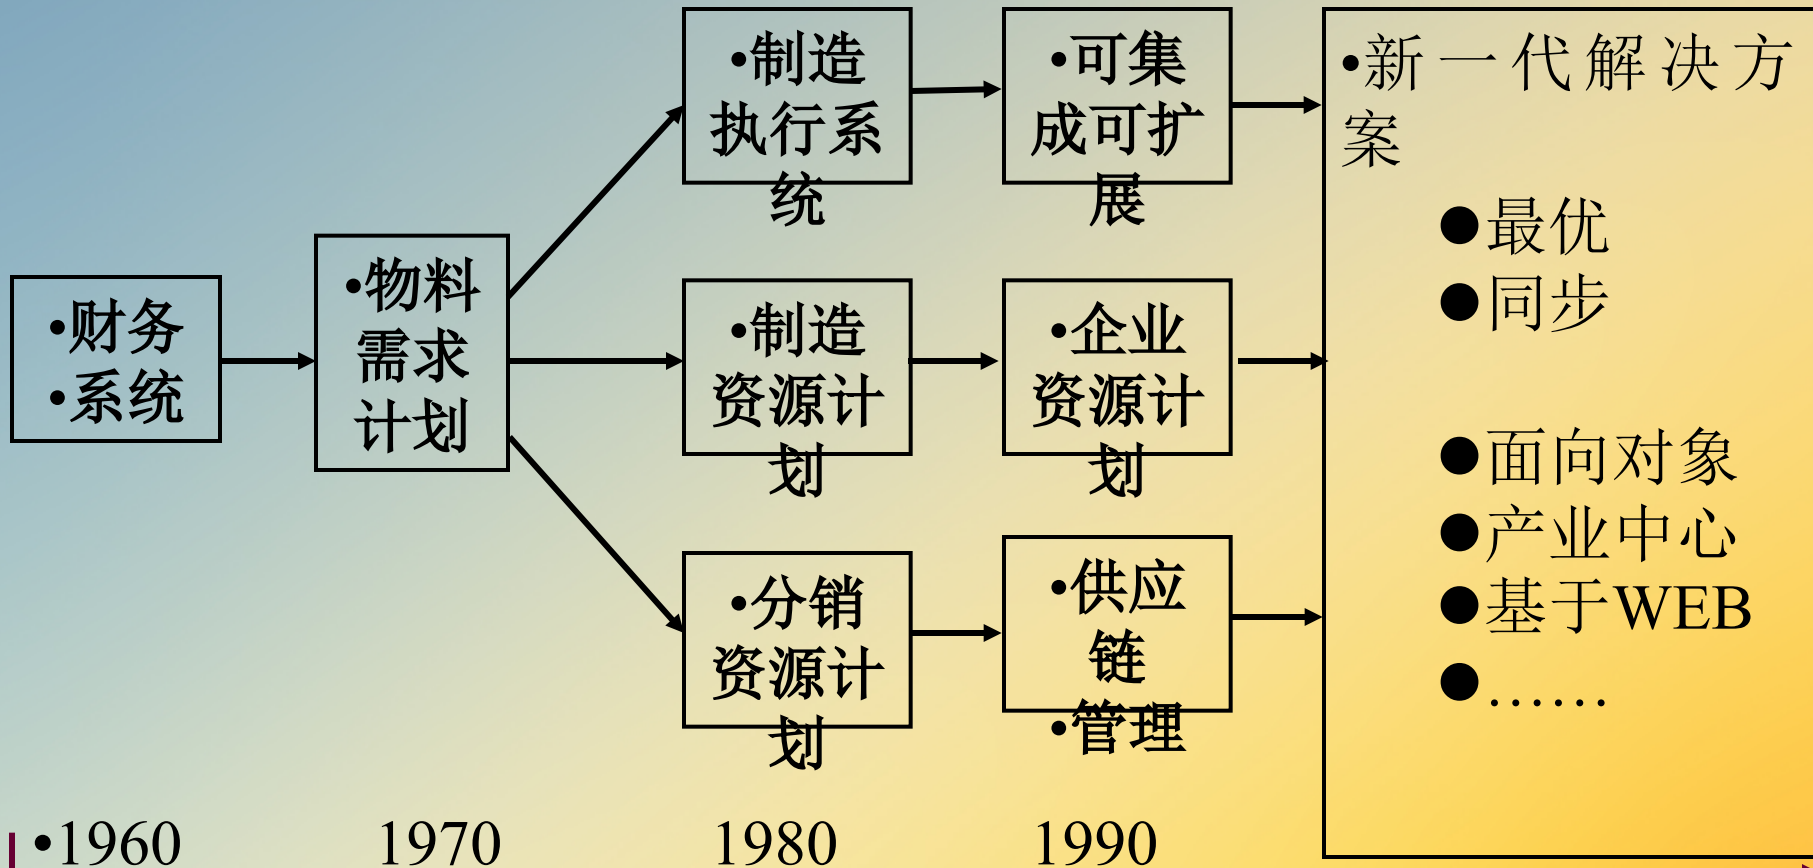 •财务
•系统
•物料
需求
计划
•制造
执行系
统
•制造
资源计
划
•分销
资源计
划
•可集
成可扩
展
•企业
资源计
划
•供应
链
•管理
•新一代解决方
案
●最优
●同步
●面向对象
●产业中心
●基于WEB
●……
•1960
1970
1980
1990